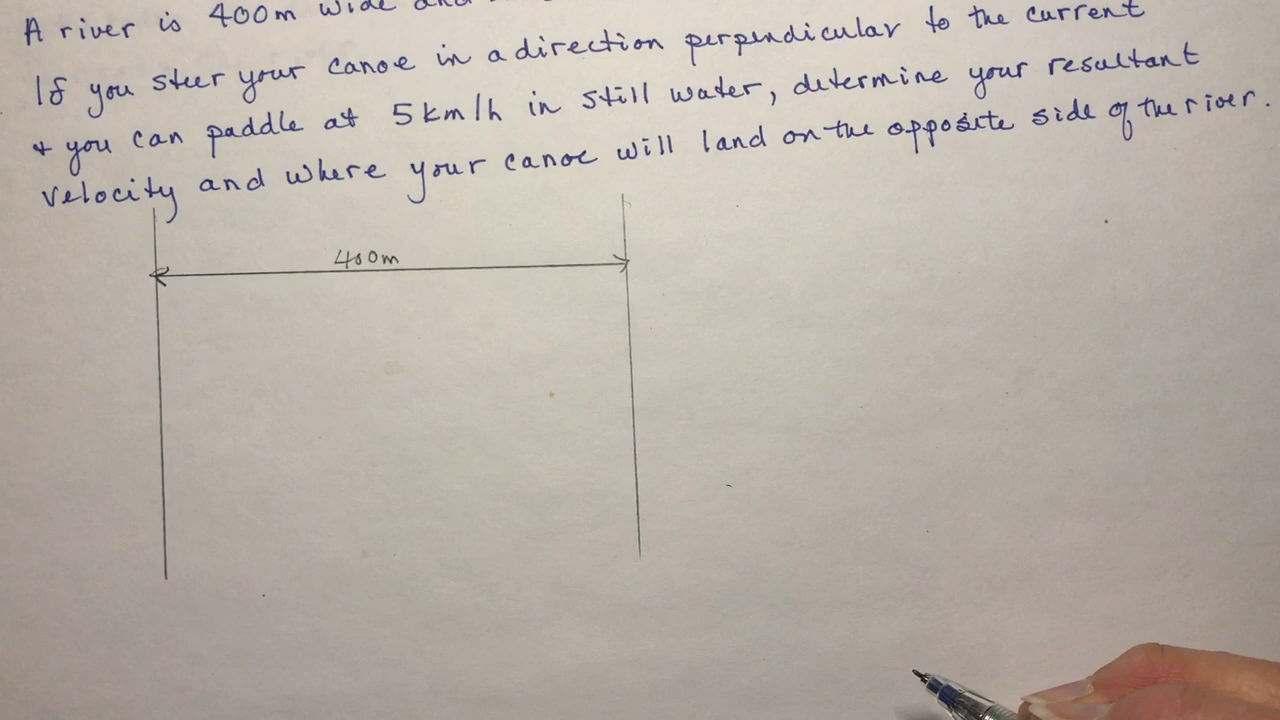 A river is 400m wide and
If you steer your canoe in a direction perpendicular to the current
+ you can paddle at 5km/h in still water, determine your resultant
velocity and where your canoe will land on the opposite side of the river.
400m